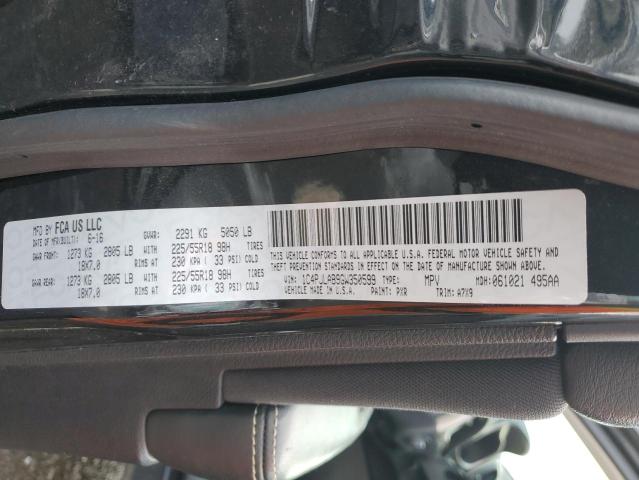 MFD BY FCA US LLC
DATE OF MFR/BUILT: 6-16 GVWR: 2291 KG 5050 LB
GAWR FRONT: 1273 KG 2805 LB WITH 225/55R18 98H TIRES
18X7.0 RIMS AT 230 KPA ( 33 PSI) COLD
GAWR REAR: 1273 KG 2805 LB WITH 225/55R18 98H TIRES
18X7.0 RIMS AT 230 KPA ( 33 PSI) COLD
THIS VEHICLE CONFORMS TO ALL APPLICABLE U.S.A. FEDERAL MOTOR VEHICLE SAFETY AND
THEFT PREVENTION STANDARDS IN EFFECT ON THE DATE OF MANUFACTURE SHOWN ABOVE.
VIN: 1C4PJLAB9GW350599 TYPE: MPV MDH: 061021 495AA
VEHICLE MADE IN U.S.A. PAINT: PXR TRIM: A7X9